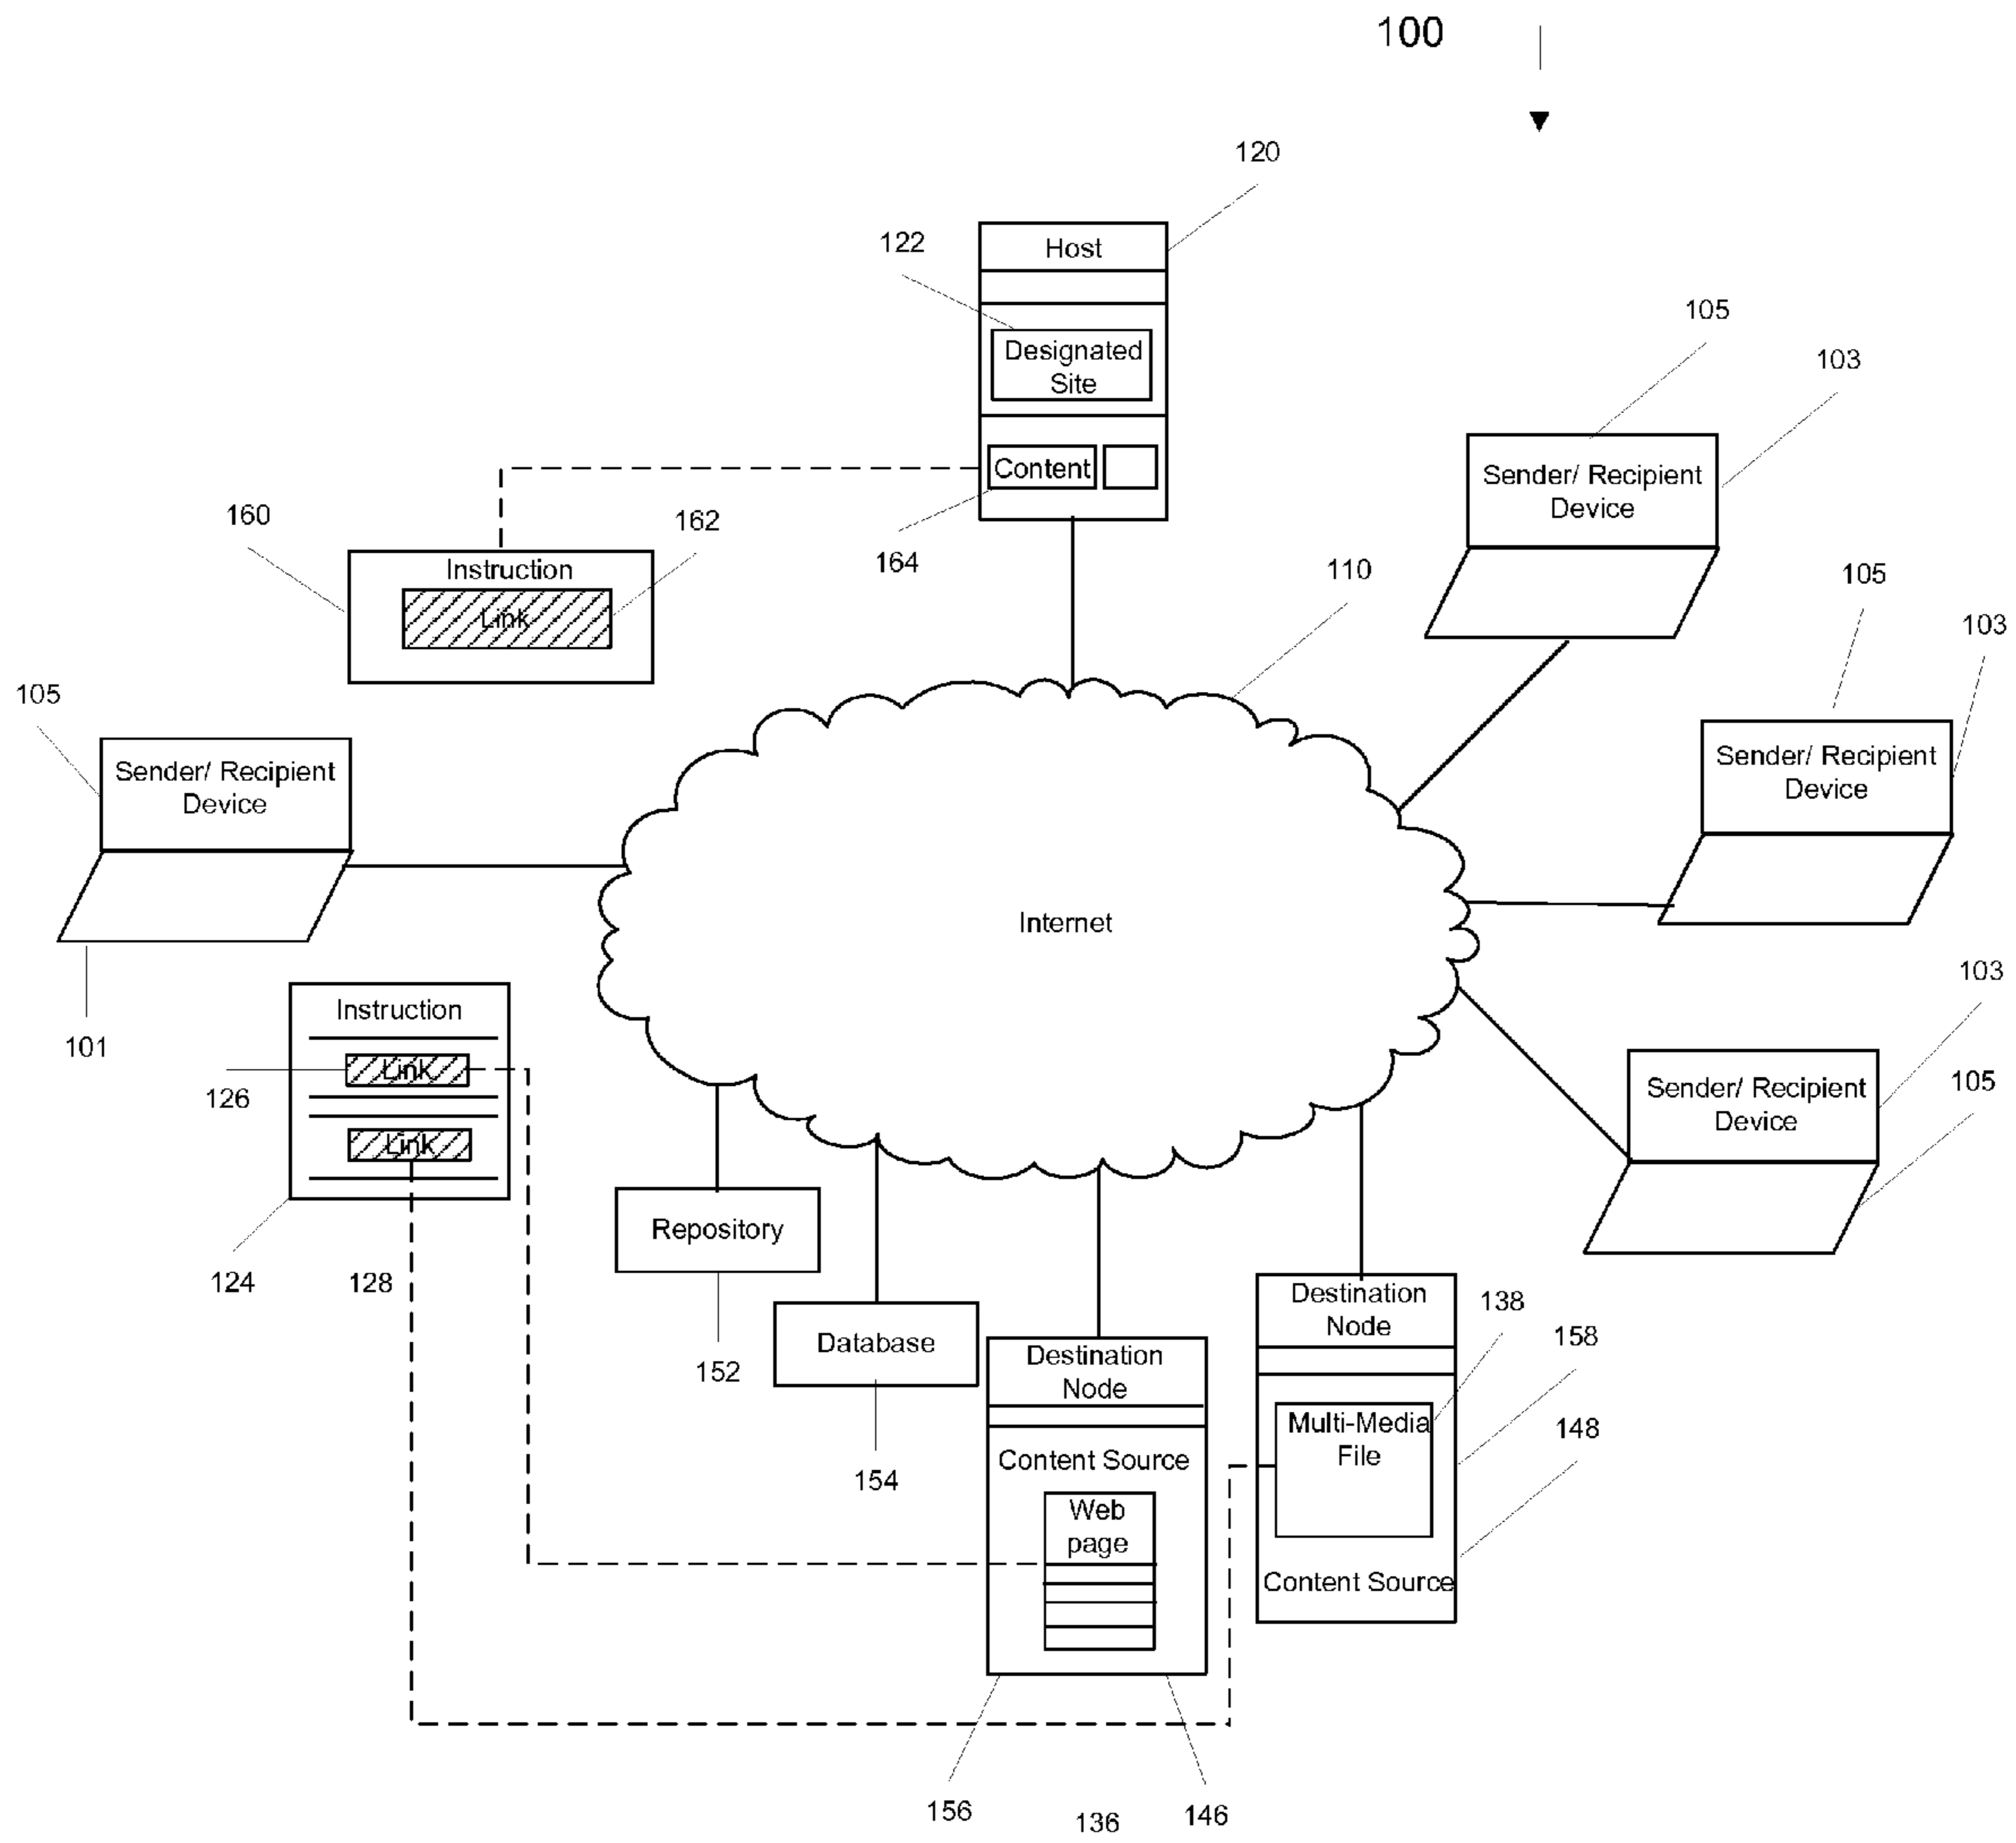 100
120
122
Host
Designated
Site
Content
164
105
103
Sender/ Recipient
Device
160
162
Instruction
Link
110
105
103
Sender/ Recipient
Device
105
Sender/ Recipient
Device
101
Internet
103
105
Sender/ Recipient
Device
Instruction
Link
126
Link
124
128
Repository
152
Database
154
Destination
Node
Content Source
Web
page
156
136
146
Destination
Node
138
158
148
Multi-Media
File
Content Source